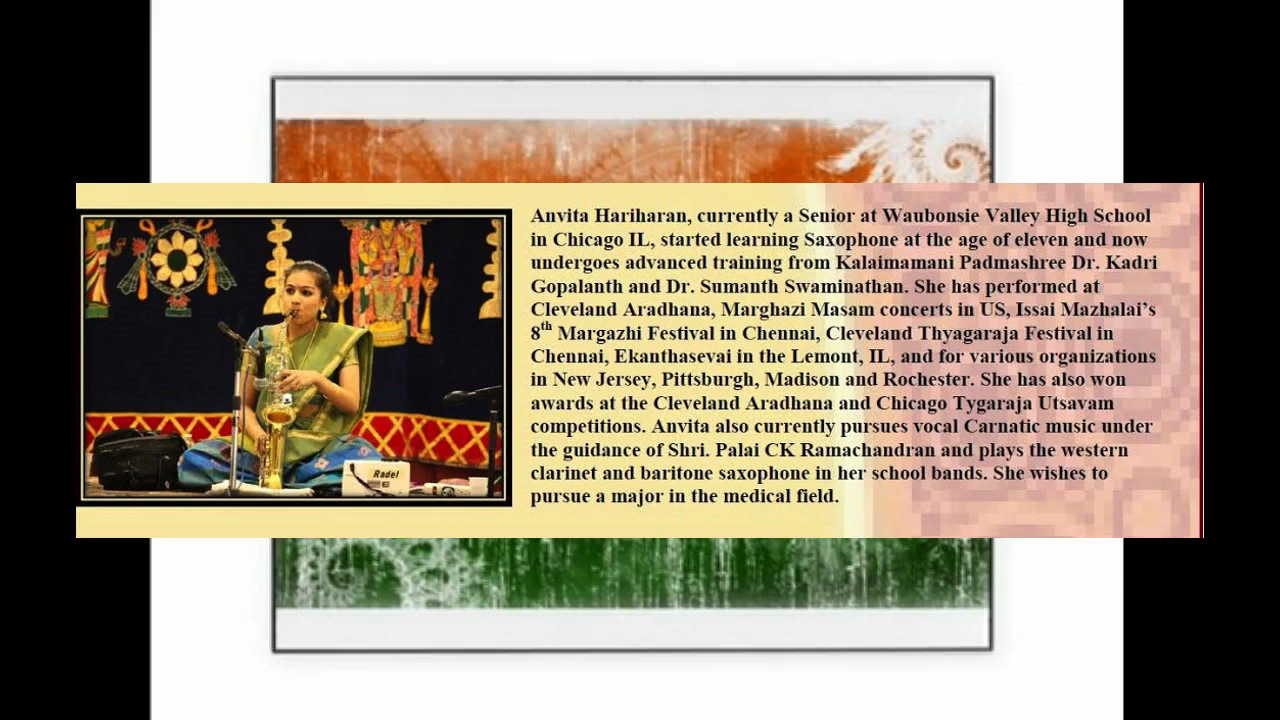 Anvita Hariharan, currently a Senior at Waubonsie Valley High School
in Chicago IL, started learning Saxophone at the age of eleven and now
undergoes advanced training from Kalaimamani Padmashree Dr. Kadri
Gopalanth and Dr. Sumanth Swaminathan. She has performed at
Cleveland Aradhana, Marghazi Masam concerts in US, Issai Mazhalai’s
8th Margazhi Festival in Chennai, Cleveland Thyagaraja Festival in
Chennai, Ekanthasevai in the Lemont, IL, and for various organizations
in New Jersey, Pittsburgh, Madison and Rochester. She has also won
awards at the Cleveland Aradhana and Chicago Tygaraja Utsavam
competitions. Anvita also currently pursues vocal Carnatic music under
the guidance of Shri. Palai CK Ramachandran and plays the western
clarinet and baritone saxophone in her school bands. She wishes to
pursue a major in the medical field.
Radel